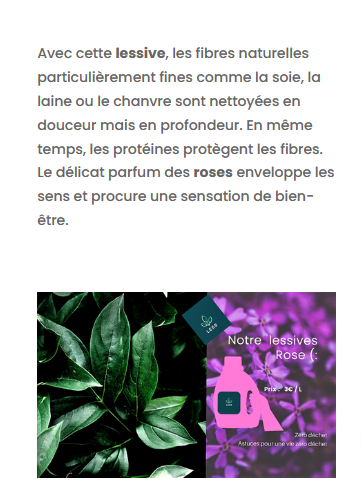 Avec cette lessive, les fibres naturelles
particulièrement fines comme la soie, la
laine ou le chanvre sont nettoyées en
douceur mais en profondeur. En même
temps, les protéines protègent les fibres.
Le délicat parfum des roses enveloppe les
sens et procure une sensation de bien-
être.
LESS
Notre lessives
Rose (:
Prix : 3€ / L
Zéro déchet
Astuces pour une vie zéro déchet